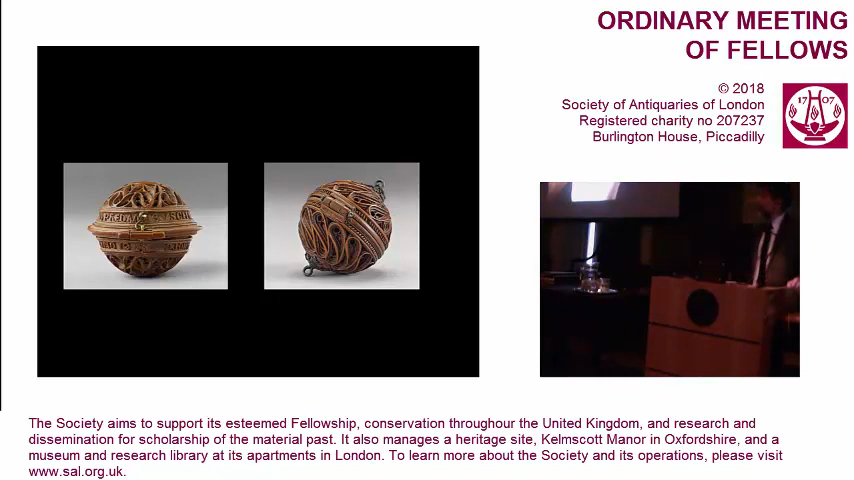 ORDINARY MEETING
OF FELLOWS
© 2018
Society of Antiquaries of London
Registered charity no 207237
Burlington House, Piccadilly
17 07
The Society aims to support its esteemed Fellowship, conservation throughour the United Kingdom, and research and
dissemination for scholarship of the material past. It also manages a heritage site, Kelmscott Manor in Oxfordshire, and a
museum and research library at its apartments in London. To learn more about the Society and its operations, please visit
www.sal.org.uk.